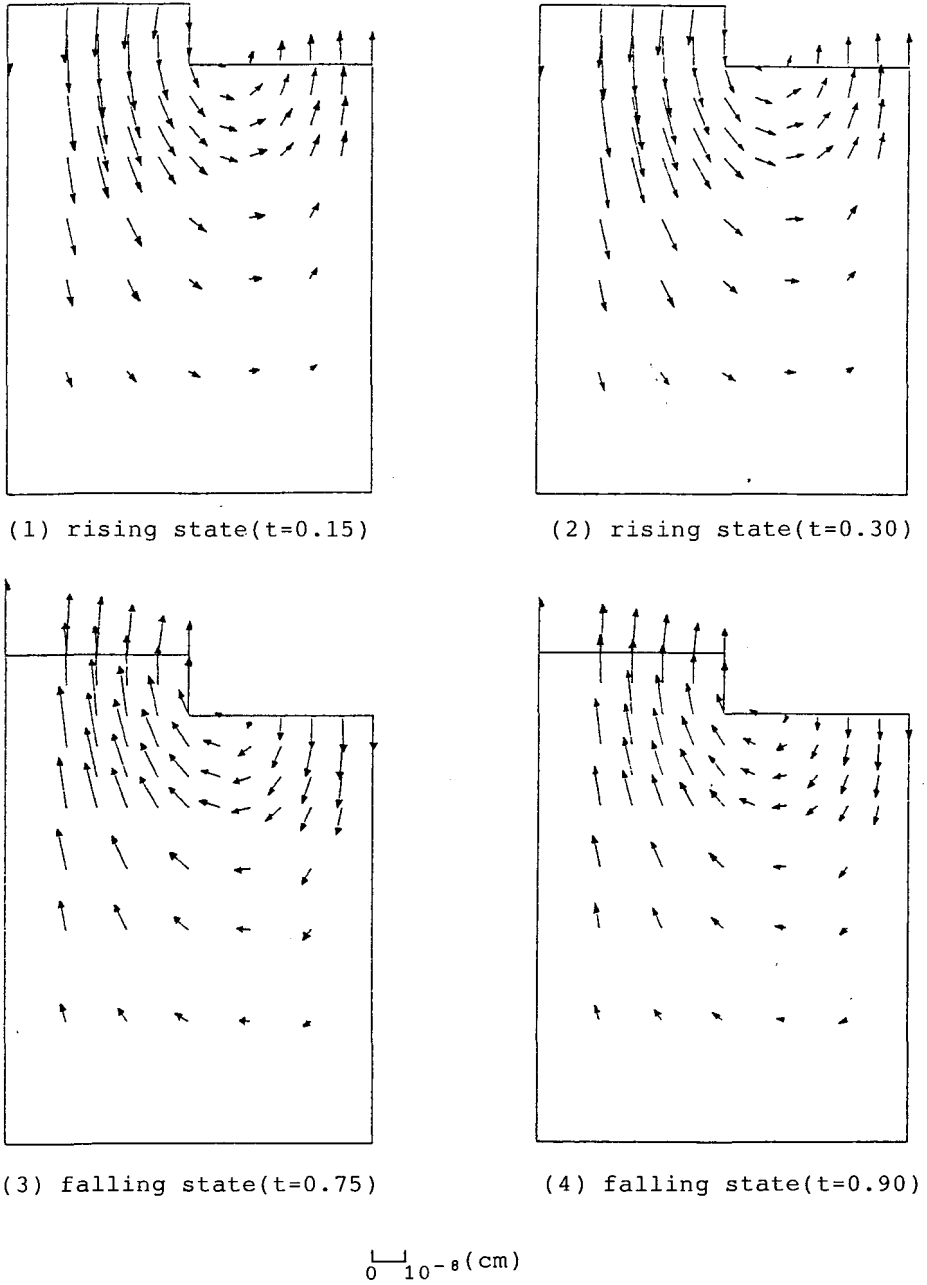 (1) rising state(t=0.15)
(2) rising state(t=0.30)
(3) falling state(t=0.75)
(4) falling state(t=0.90)
0 10⁻⁸(cm)